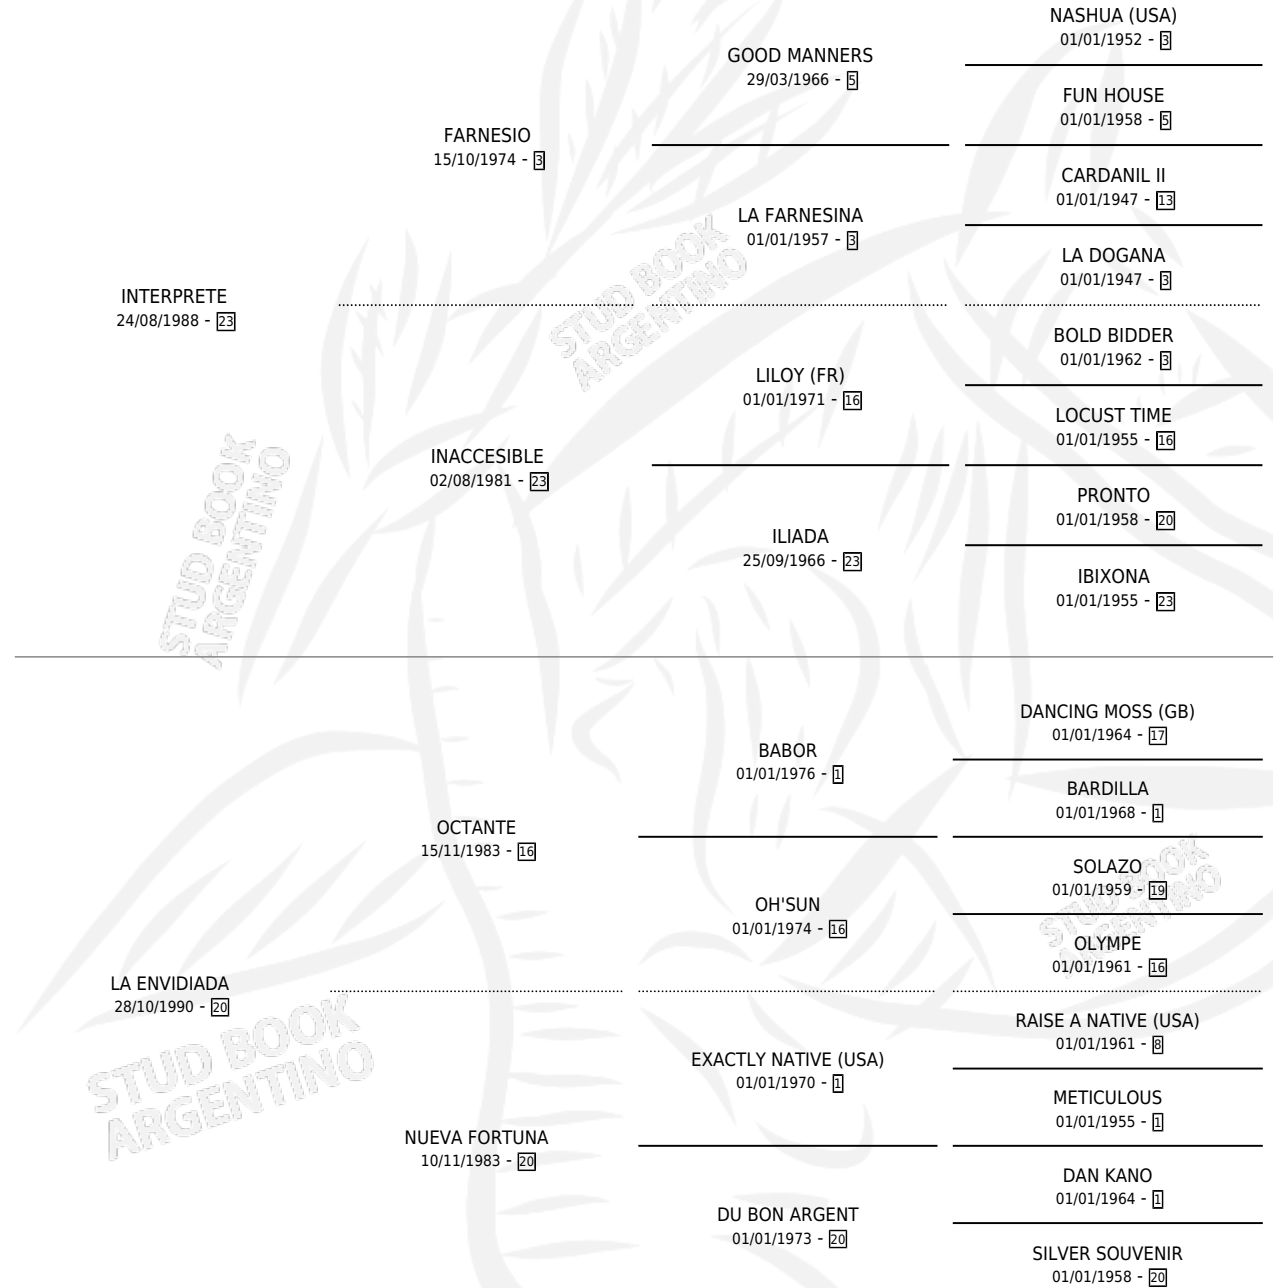 NASHUA (USA)
01/01/1952 - 3
GOOD MANNERS
29/03/1966 - 5
FUN HOUSE
01/01/1958 - 5
FARNESIO
15/10/1974 - 3
CARDANIL II
01/01/1947 - 13
LA FARNESINA
01/01/1957 - 3
LA DOGANA
01/01/1947 - 3
INTERPRETE
24/08/1988 - 23
BOLD BIDDER
01/01/1962 - 3
LILOY (FR)
01/01/1971 - 16
LOCUST TIME
01/01/1955 - 16
INACCESIBLE
02/08/1981 - 23
PRONTO
01/01/1958 - 20
ILIADA
25/09/1966 - 23
IBIXONA
01/01/1955 - 23
STUD BOOK
ARGENTINO
STUD BOOK
ARGENTINO
DANCING MOSS (GB)
01/01/1964 - 17
BABOR
01/01/1976 - 1
BARDILLA
01/01/1968 - 1
OCTANTE
15/11/1983 - 16
SOLAZO
01/01/1959 - 19
OH'SUN
01/01/1974 - 16
OLYMPE
01/01/1961 - 16
LA ENVIDIADA
28/10/1990 - 20
RAISE A NATIVE (USA)
01/01/1961 - 8
EXACTLY NATIVE (USA)
01/01/1970 - 1
METICULOUS
01/01/1955 - 1
NUEVA FORTUNA
10/11/1983 - 20
DAN KANO
01/01/1964 - 1
DU BON ARGENT
01/01/1973 - 20
SILVER SOUVENIR
01/01/1958 - 20
STUD BOOK
ARGENTINO
STUD BOOK
ARGENTINO